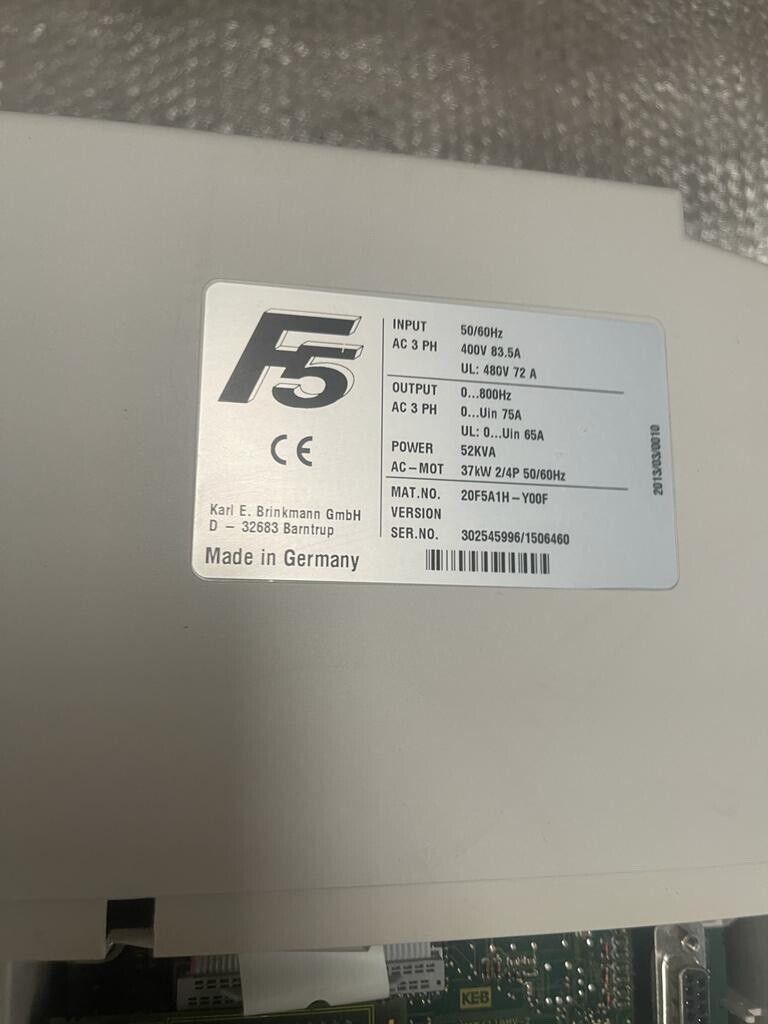 F5
CE
Karl E. Brinkmann GmbH
D – 32683 Barntrup
Made in Germany
INPUT 50/60Hz
AC 3 PH 400V 83.5A
UL: 480V 72 A
OUTPUT 0...800Hz
AC 3 PH 0...Uin 75A
UL: 0...Uin 65A
POWER 52KVA
AC–MOT 37kW 2/4P 50/60Hz
MAT.NO. 20F5A1H–Y00F
VERSION
SER.NO. 302545996/1506460
2013/03/0010
KEB